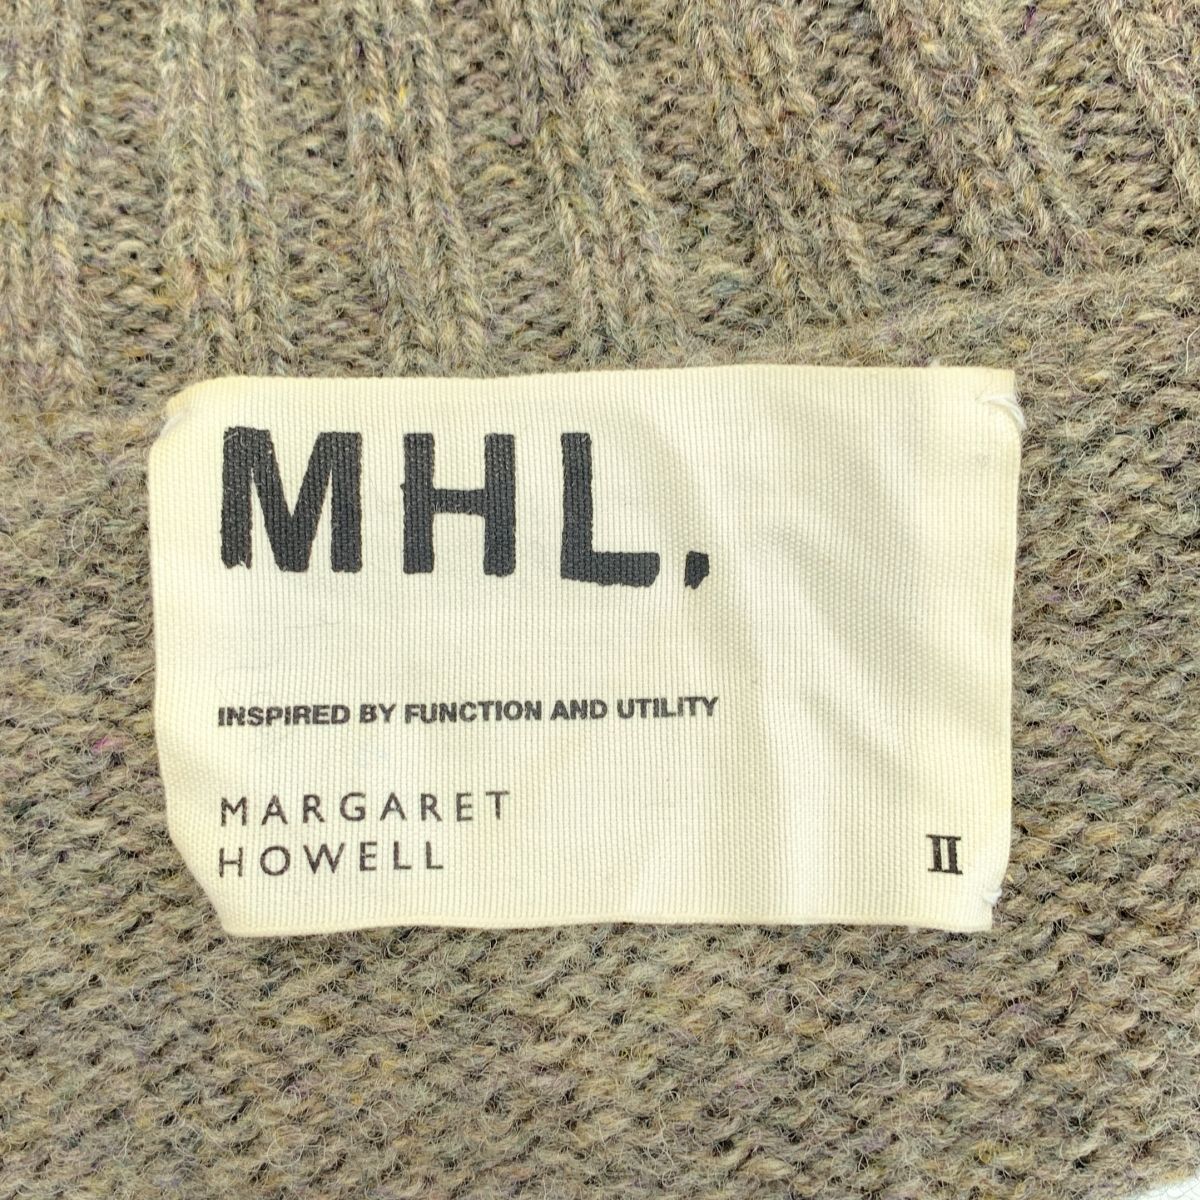 MHL.
INSPIRED BY FUNCTION AND UTILITY
MARGARET
HOWELL
II